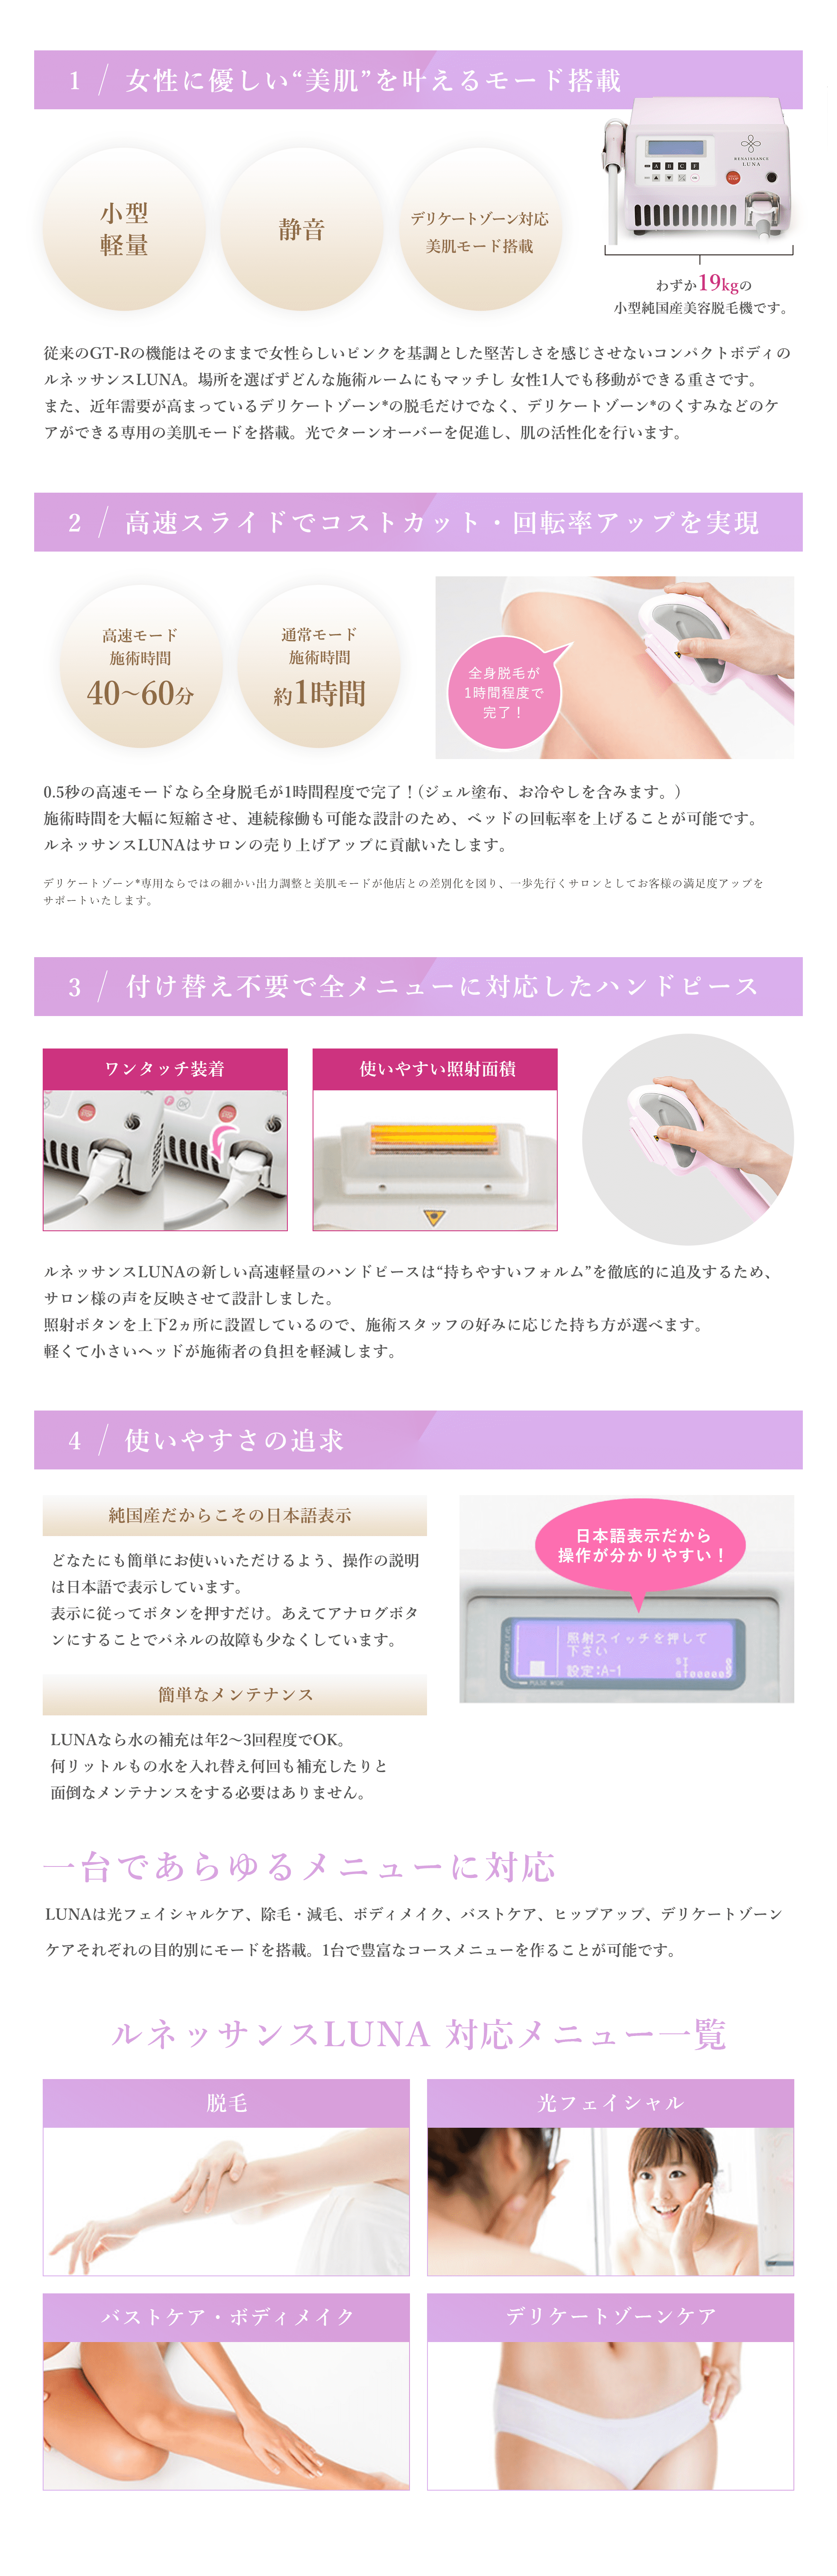 1 / 女性に優しい“美肌”を叶えるモード搭載
小型
軽量
静音
デリケートゾーン対応
美肌モード搭載
RENAISSANCE
LUNA
A B C F
わずか19kgの
小型純国産美容脱毛機です。
従来のGT-Rの機能はそのままで女性らしいピンクを基調とした堅苦しさを感じさせないコンパクトボディの
ルネッサンスLUNA。場所を選ばずどんな施術ルームにもマッチし 女性1人でも移動ができる重さです。
また、近年需要が高まっているデリケートゾーン*の脱毛だけでなく、デリケートゾーン*のくすみなどのケ
アができる専用の美肌モードを搭載。光でターンオーバーを促進し、肌の活性化を行います。
2 / 高速スライドでコストカット・回転率アップを実現
高速モード
施術時間
40〜60分
通常モード
施術時間
約1時間
全身脱毛が
1時間程度で
完了！
0.5秒の高速モードなら全身脱毛が1時間程度で完了！（ジェル塗布、お冷やしを含みます。）
施術時間を大幅に短縮させ、連続稼働も可能な設計のため、ベッドの回転率を上げることが可能です。
ルネッサンスLUNAはサロンの売り上げアップに貢献いたします。
デリケートゾーン*専用ならではの細かい出力調整と美肌モードが他店との差別化を図り、一歩先行くサロンとしてお客様の満足度アップを
サポートいたします。
3 / 付け替え不要で全メニューに対応したハンドピース
ワンタッチ装着
使いやすい照射面積
ルネッサンスLUNAの新しい高速軽量のハンドピースは“持ちやすいフォルム”を徹底的に追及するため、
サロン様の声を反映させて設計しました。
照射ボタンを上下2ヵ所に設置しているので、施術スタッフの好みに応じた持ち方が選べます。
軽くて小さいヘッドが施術者の負担を軽減します。
4 / 使いやすさの追求
純国産だからこその日本語表示
どなたにも簡単にお使いいただけるよう、操作の説明
は日本語で表示しています。
表示に従ってボタンを押すだけ。あえてアナログボタ
ンにすることでパネルの故障も少なくしています。
日本語表示だから
操作が分かりやすい！
POWER LEVEL
照射スイッチを押して
下さい
設定:A-1
PULSE WIDE
簡単なメンテナンス
LUNAなら水の補充は年2〜3回程度でOK。
何リットルもの水を入れ替え何回も補充したりと
面倒なメンテナンスをする必要はありません。
一台であらゆるメニューに対応
LUNAは光フェイシャルケア、除毛・減毛、ボディメイク、バストケア、ヒップアップ、デリケートゾーン
ケアそれぞれの目的別にモードを搭載。1台で豊富なコースメニューを作ることが可能です。
ルネッサンスLUNA 対応メニュー一覧
脱毛
光フェイシャル
バストケア・ボディメイク
デリケートゾーンケア